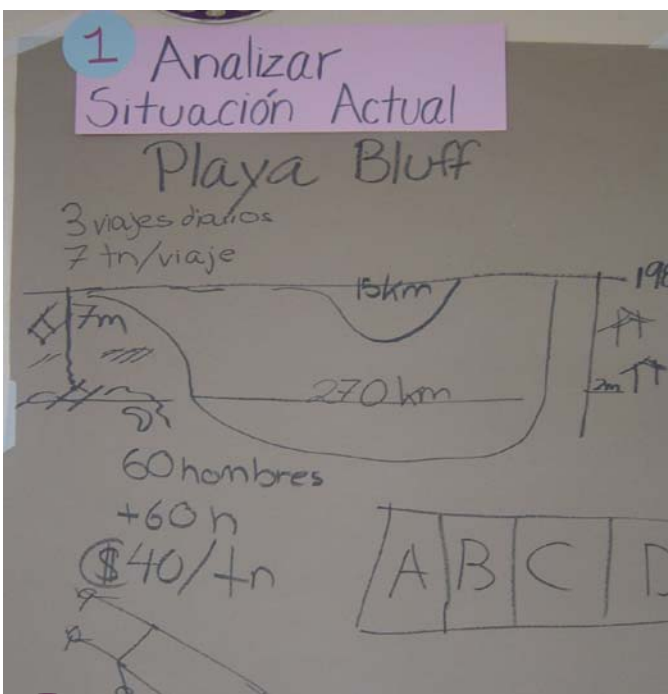 1
Analizar
Situación Actual
Playa Bluff
3 viajes diarios
7 tn/viaje
15km
198
7m
270 km
2m
60 hombres
+60 h
$40/tn
A B C D